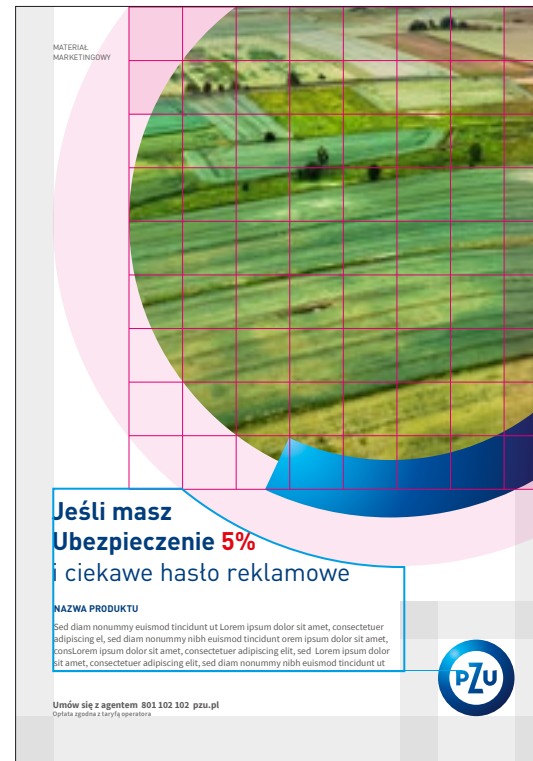 MATERIAŁ
MARKETINGOWY
Jeśli masz
Ubezpieczenie 5%
i ciekawe hasło reklamowe
NAZWA PRODUKTU
Sed diam nonummy euismod tincidunt ut Lorem ipsum dolor sit amet, consectetuer
adipiscing el, sed diam nonummy nibh euismod tincidunt orem ipsum dolor sit amet,
consLorem ipsum dolor sit amet, consectetuer adipiscing elit, sed Lorem ipsum dolor
sit amet, consectetuer adipiscing elit, sed diam nonummy nibh euismod tincidunt ut
PZU
Umów się z agentem 801 102 102 pzu.pl
Opłata zgodna z taryfą operatora